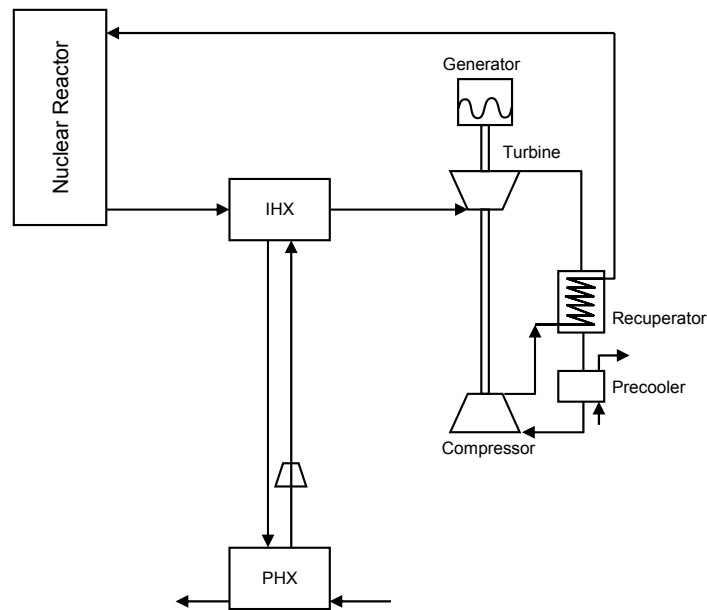 Nuclear Reactor
Generator
Turbine
IHX
Recuperator
Precooler
Compressor
PHX